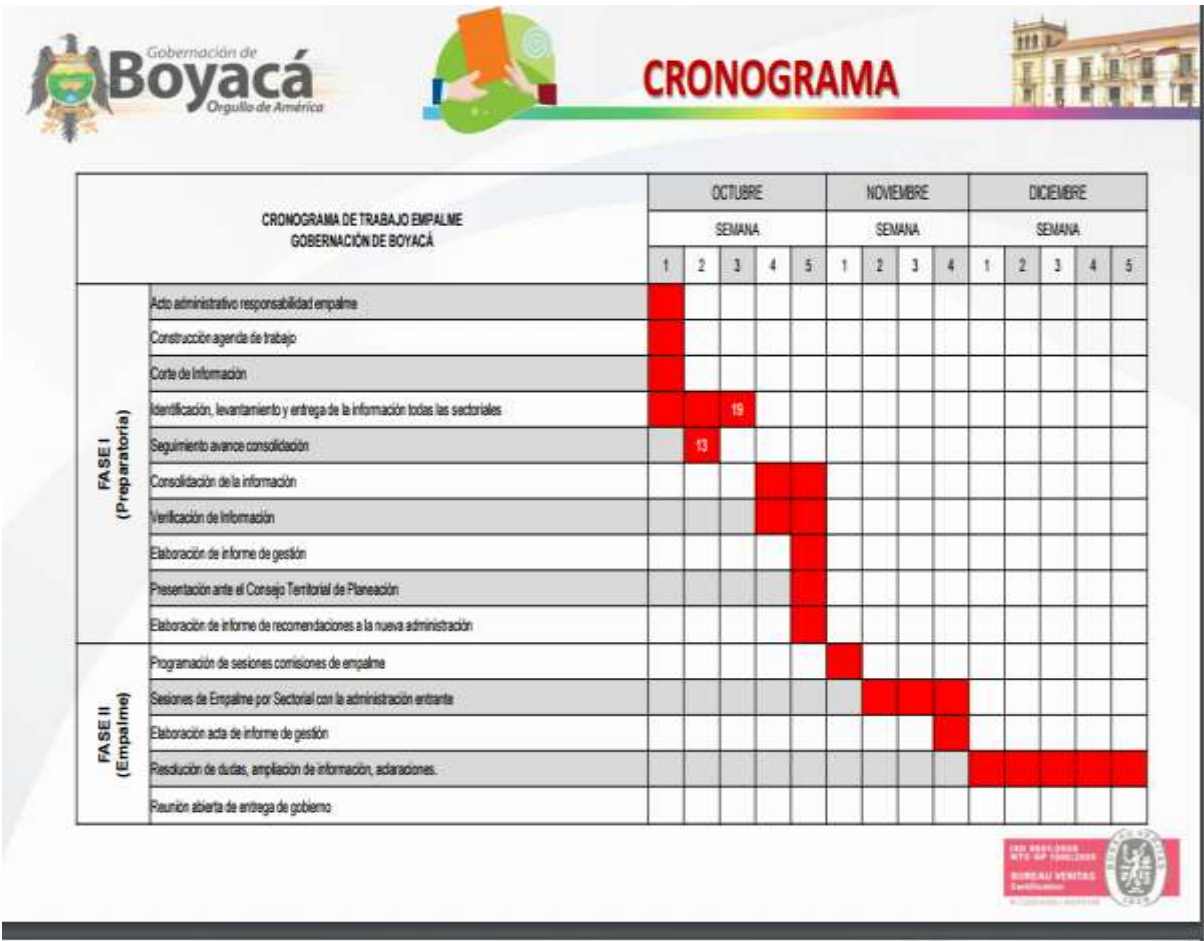 Gobernación de
Boyacá
Orgullo de América
CRONOGRAMA
CRONOGRAMA DE TRABAJO EMPALME
GOBERNACIÓN DE BOYACÁ
OCTUBRE NOVIEMBRE DICIEMBRE
SEMANA SEMANA SEMANA
1 2 3 4 5 1 2 3 4 1 2 3 4 5
FASE I
(Preparatoria)
Acto administrativo responsabilidad empalme
Construcción agenda de trabajo
Corte de Información
Identificación, levantamiento y entrega de la información todas las sectoriales 19
Seguimiento avance consolidación 13
Consolidación de la información
Verificación de Información
Elaboración de informe de gestión
Presentación ante el Consejo Territorial de Planeación
Elaboración de informe de recomendaciones a la nueva administración
FASE II
(Empalme)
Programación de sesiones comisiones de empalme
Sesiones de Empalme por Sectorial con la administración entrante
Elaboración acta de informe de gestión
Resolución de dudas, ampliación de información, aclaraciones.
Reunión abierta de entrega de gobierno
BUREAU VERITAS
Certification